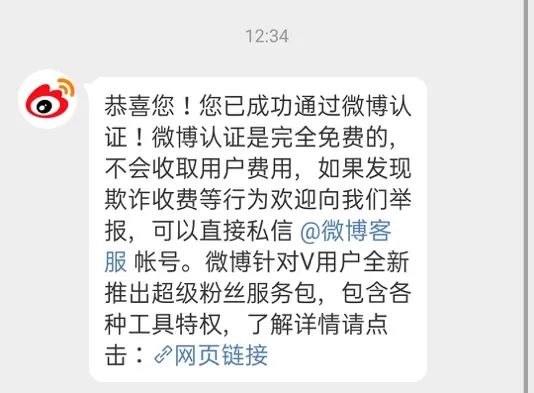 12:34
恭喜您！您已成功通过微博认
证！微博认证是完全免费的，
不会收取用户费用，如果发现
欺诈收费等行为欢迎向我们举
报，可以直接私信 @微博客
服 帐号。微博针对V用户全新
推出超级粉丝服务包，包含各
种工具特权，了解详情请点
击：网页链接